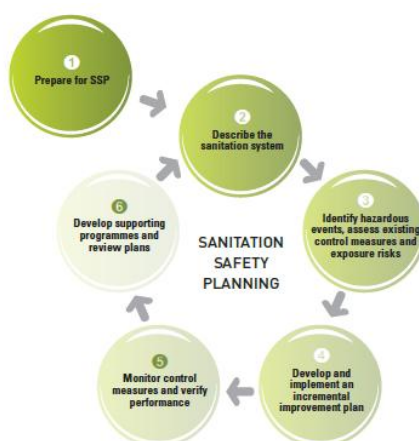 1
Prepare for SSP
2
Describe the
sanitation system
3
Identify hazardous
events, assess existing
control measures and
exposure risks
4
Develop and
implement an
incremental
improvement plan
5
Monitor control
measures and verify
performance
6
Develop supporting
programmes and
review plans
SANITATION
SAFETY
PLANNING